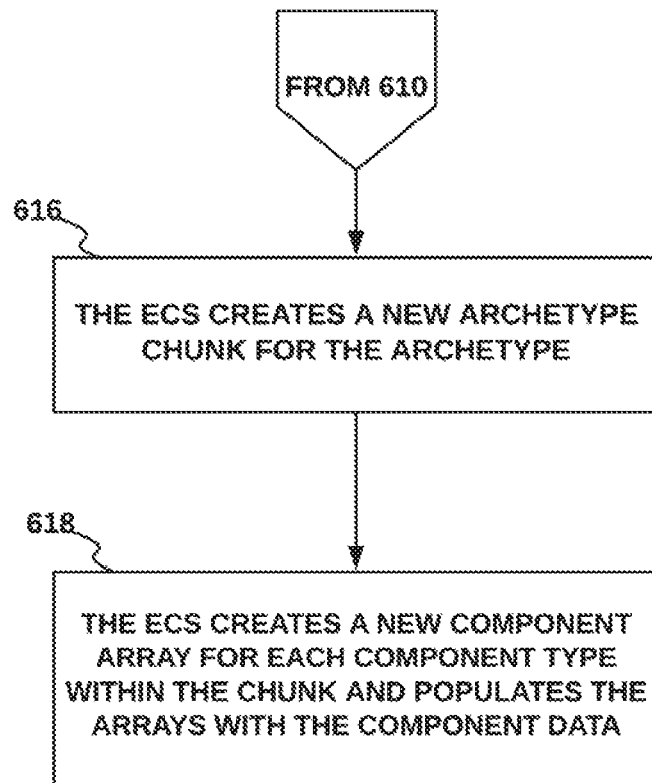 FROM 610
616
THE ECS CREATES A NEW ARCHETYPE
CHUNK FOR THE ARCHETYPE
618
THE ECS CREATES A NEW COMPONENT
ARRAY FOR EACH COMPONENT TYPE
WITHIN THE CHUNK AND POPULATES THE
ARRAYS WITH THE COMPONENT DATA